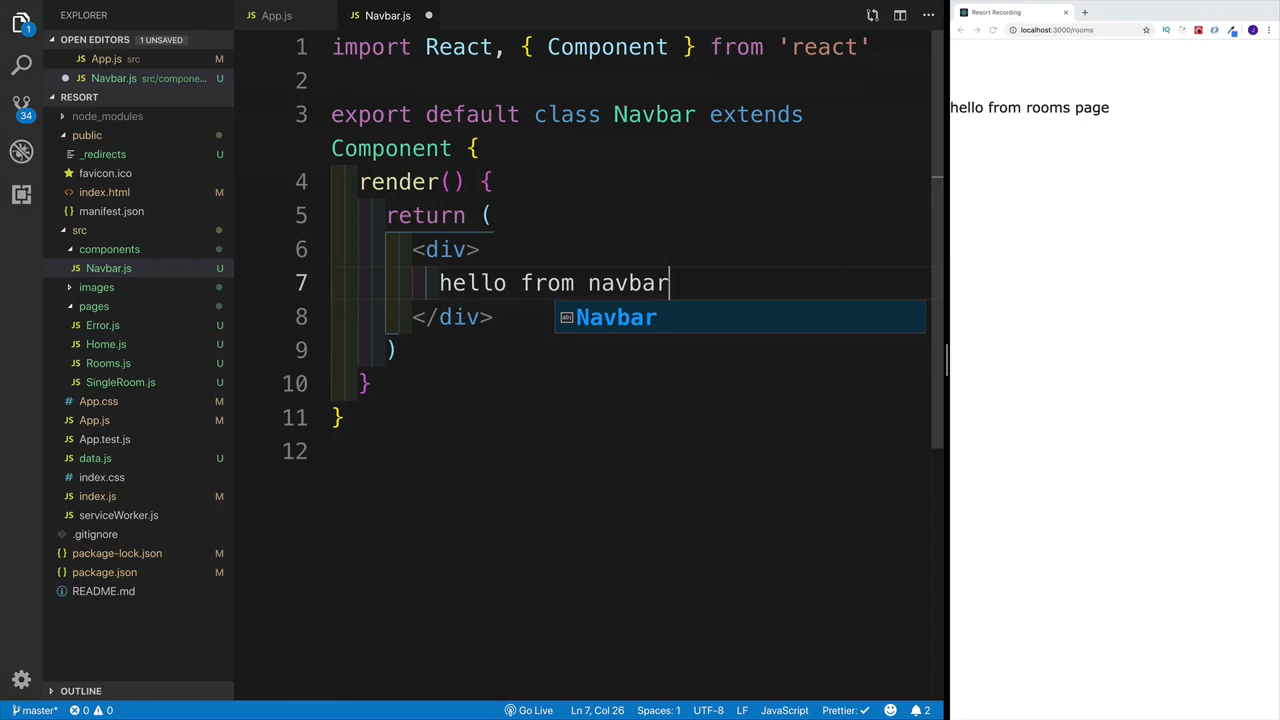 EXPLORER
OPEN EDITORS 1 UNSAVED
App.js src M
Navbar.js src/compone... U
RESORT
node_modules
public
_redirects U
favicon.ico U
index.html M
manifest.json U
src
components
Navbar.js U
images
pages
Error.js U
Home.js U
Rooms.js U
SingleRoom.js U
App.css M
App.js M
App.test.js
data.js U
index.css
index.js M
serviceWorker.js
.gitignore
package-lock.json M
package.json M
README.md
OUTLINE
1
34
App.js
Navbar.js
1 import React, { Component } from 'react'
2
3 export default class Navbar extends
Component {
4 render() {
5 return (
6 <div>
7 hello from navbar
Navbar
8 </div>
9 )
10 }
11 }
12
Resort Recording
localhost:3000/rooms
IQ
J
hello from rooms page
master* 0 0 Go Live Ln 7, Col 26 Spaces: 1 UTF-8 LF JavaScript Prettier: ✓ 2